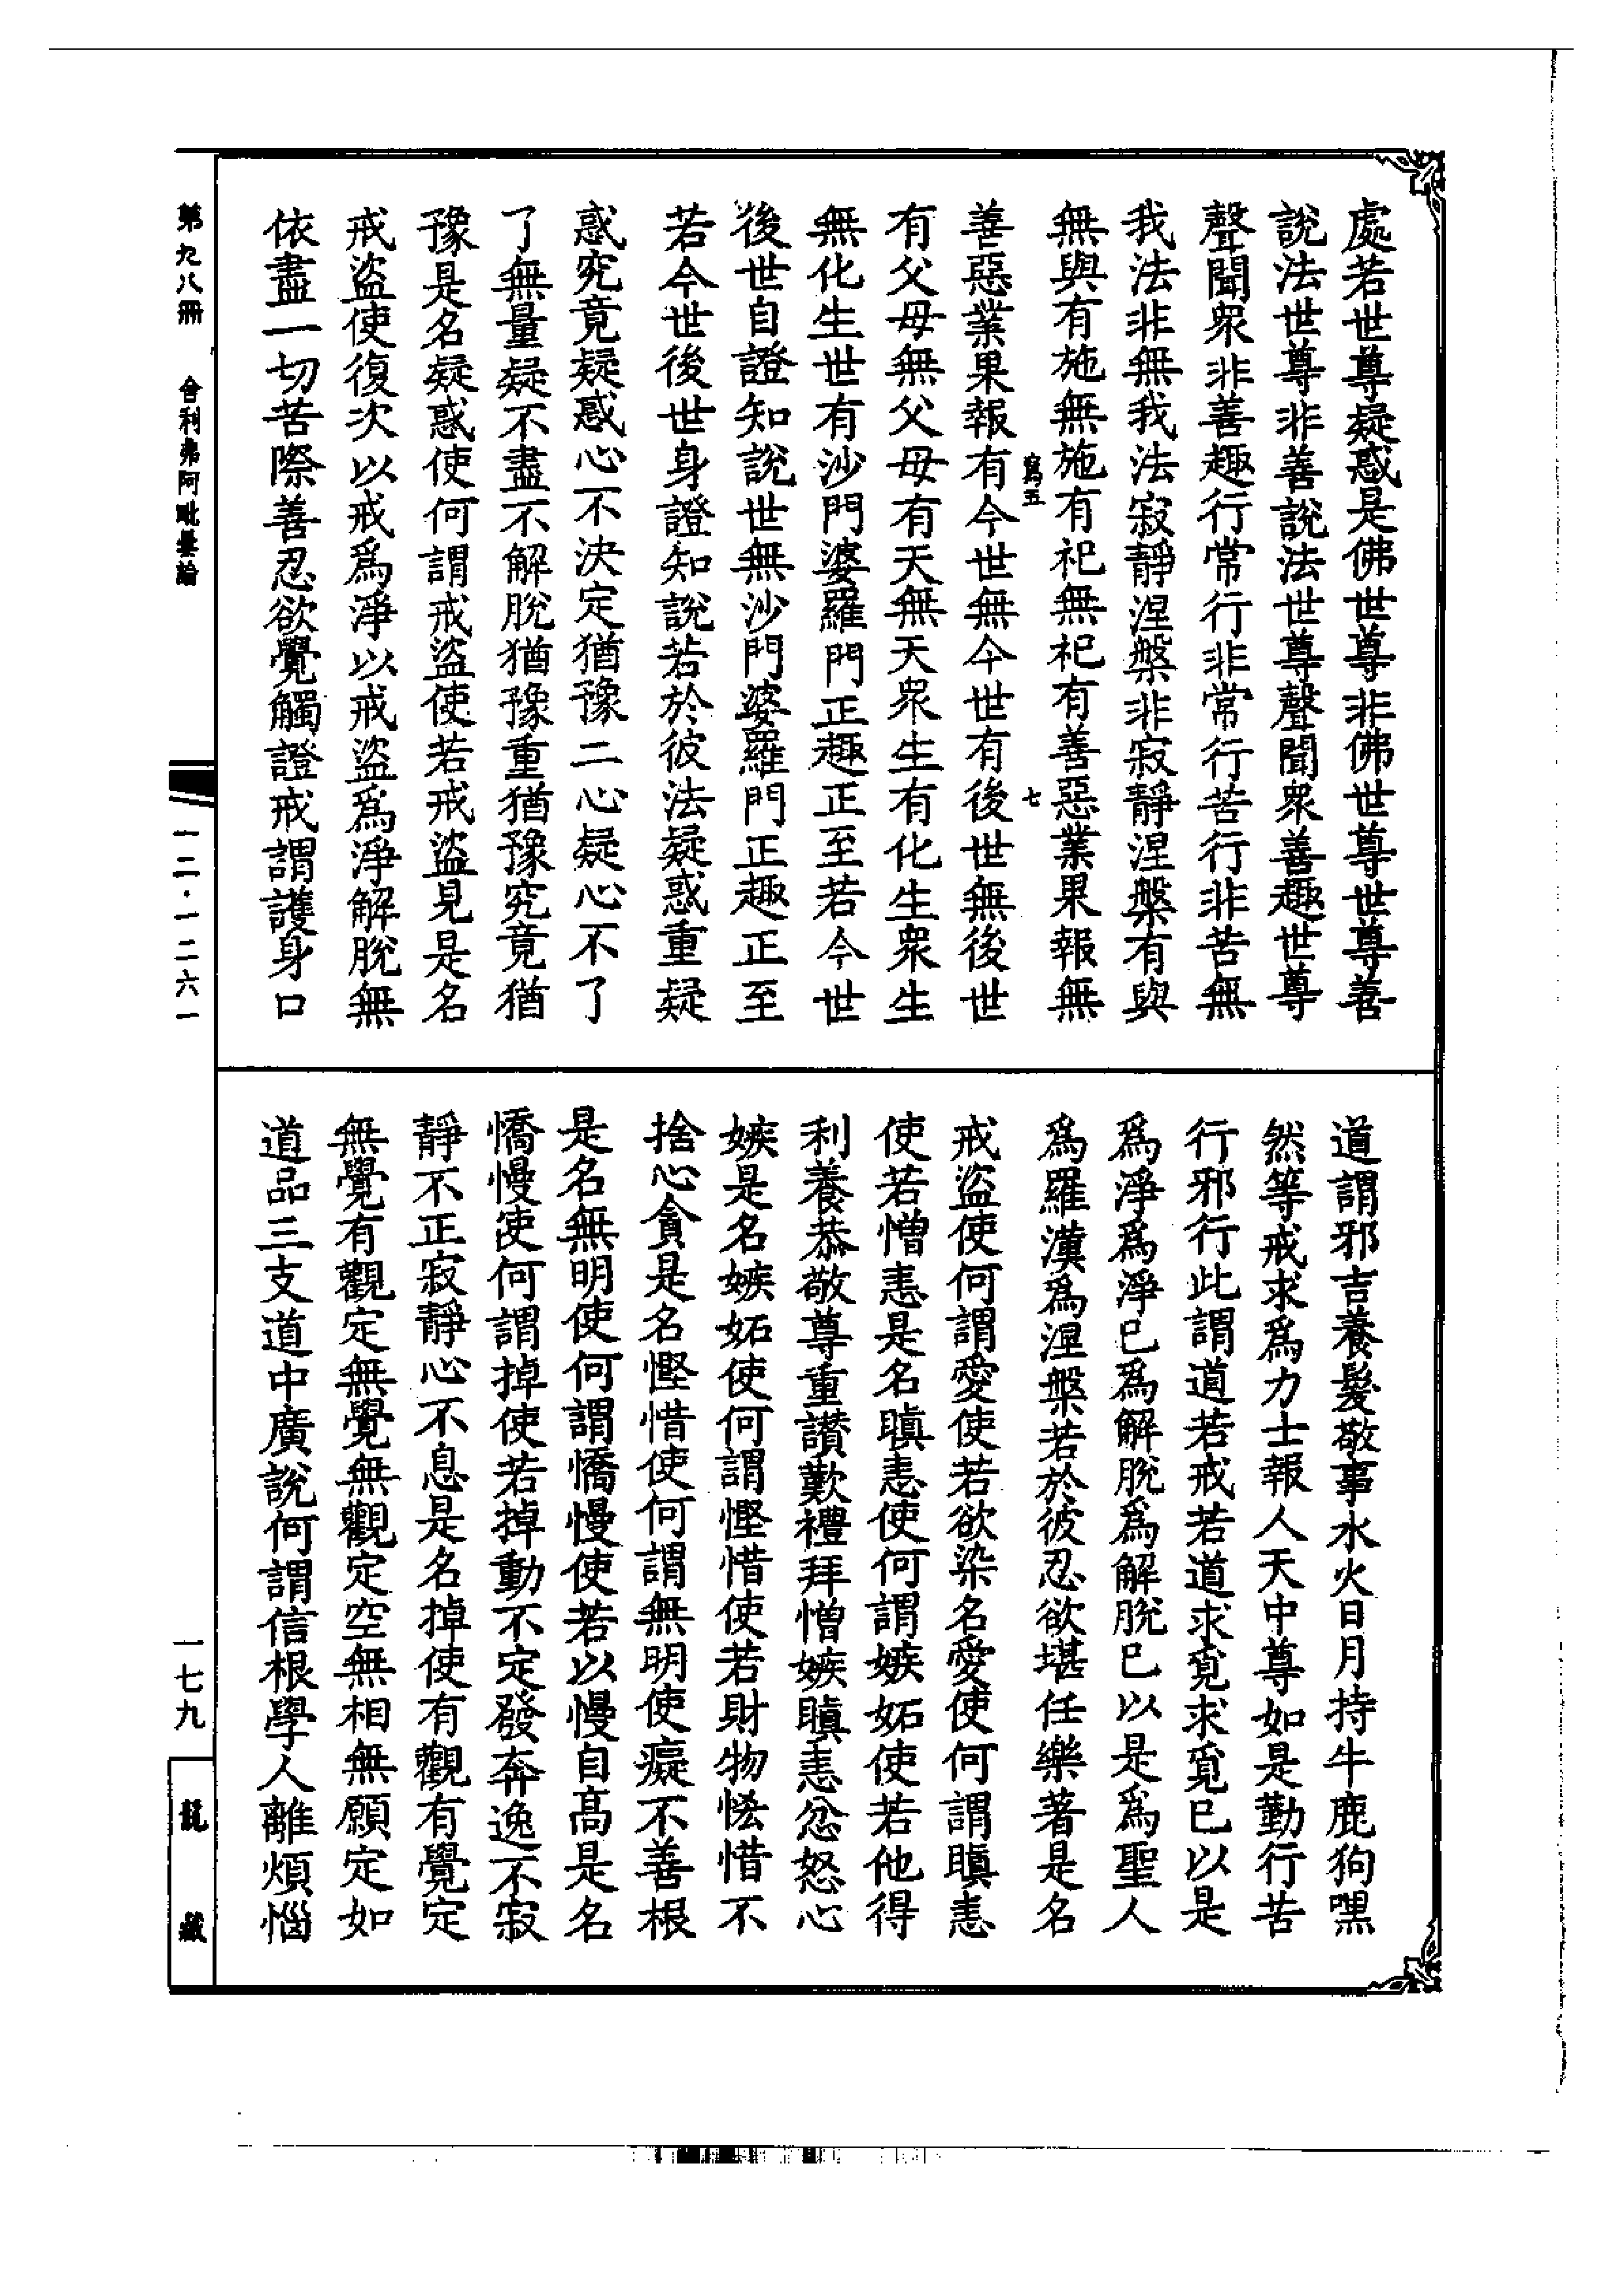 處若世尊疑惑是佛世尊非佛世尊世尊善
說法世尊非善說法世尊聲聞衆善趣世尊
聲聞衆非善趣行常行非常行苦行非苦無
我法非無我法寂靜涅槃非寂靜涅槃有與
無與有施無施有祀無祀有善惡業果報無
寫五 七
善惡業果報有今世無今世有後世無後世
有父母無父母有天無天衆生有化生衆生
無化生世有沙門婆羅門正趣正至若今世
後世自證知說世無沙門婆羅門正趣正至
若今世後世身證知說若於彼法疑惑重疑
惑究竟疑惑心不決定猶豫二心疑心不了
了無量疑不盡不解脫猶豫重猶豫究竟猶
豫是名疑惑使何謂戒盜使若戒盜見是名
戒盜使復次以戒爲淨以戒盜爲淨解脫無
依盡一切苦際善忍欲覺觸證戒謂護身口
道謂邪吉養髮敬事水火日月持牛鹿狗嘿
然等戒求爲力士報人天中尊如是勤行苦
行邪行此謂道若戒若道求覓求覓已以是
爲淨爲淨已爲解脫爲解脫已以是爲聖人
爲羅漢爲涅槃若於彼忍欲堪任樂著是名
戒盜使何謂愛使若欲染名愛使何謂瞋恚
使若憎恚是名瞋恚使何謂嫉妬使若他得
利養恭敬尊重讚歎禮拜憎嫉瞋恚忿怒心
嫉是名嫉妬使何謂慳惜使若財物悋惜不
捨心貪是名慳惜使何謂無明使癡不善根
是名無明使何謂憍慢使若以慢自高是名
憍慢使何謂掉使若掉動不定發奔逸不寂
靜不正寂靜心不息是名掉使有觀有覺定
無覺有觀定無覺無觀定空無相無願定如
道品三支道中廣說何謂信根學人離煩惱
第九八冊 舍利弗阿毗曇論
一二·一二六一
一七九
龍藏